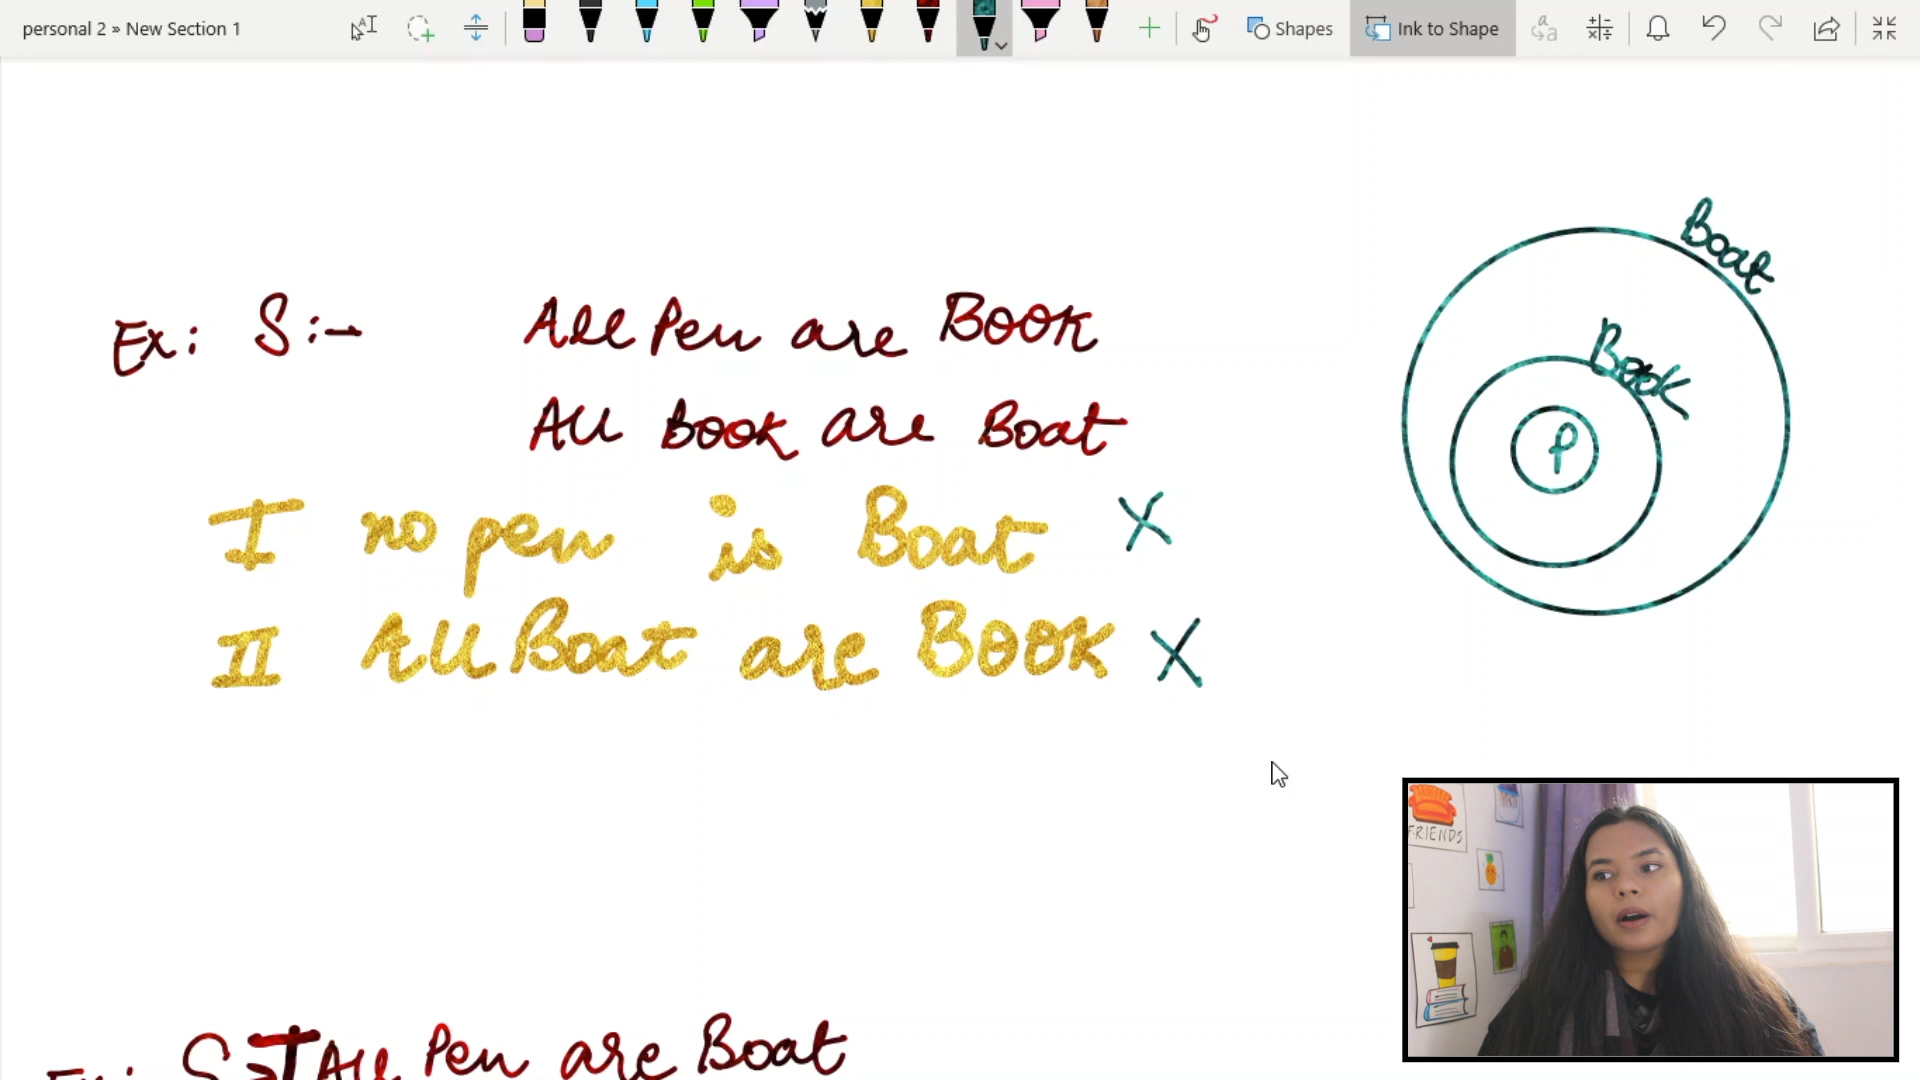 personal 2 » New Section 1
Shapes
Ink to Shape
Boat
Book
P
Ex: S:- All Pen are Book
All book are Boat
I no pen is Boat X
II All Boat are Book X
FRIENDS
All Pen are Boat